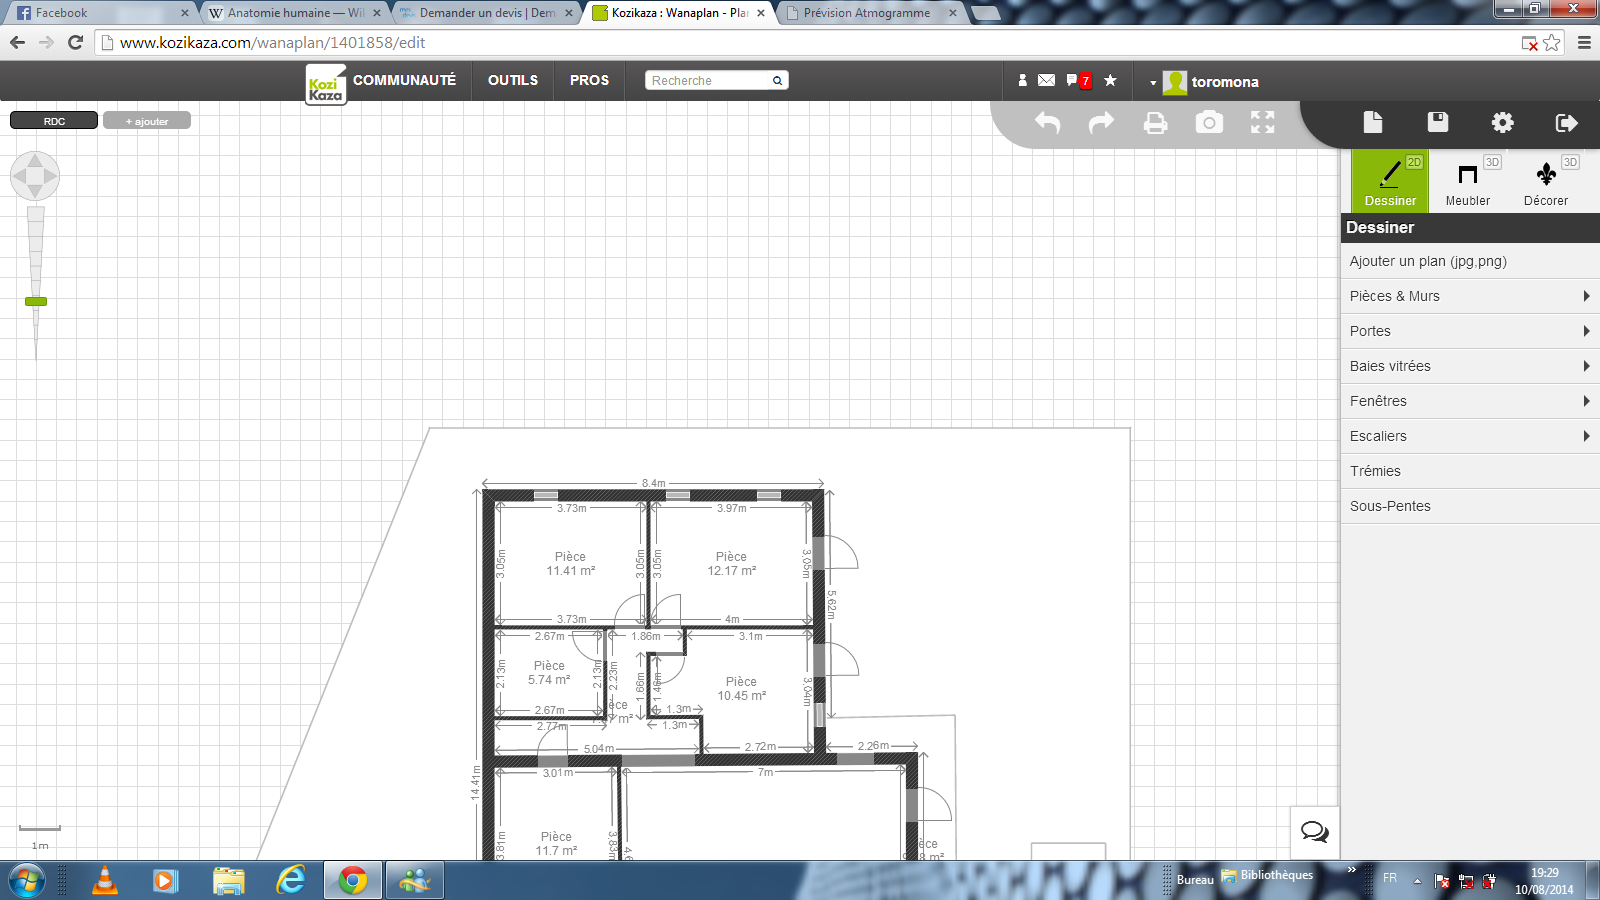 Facebook
Anatomie humaine — Wil
Demander un devis | Dem
Kozikaza : Wanaplan - Plan
Prévision Atmogramme
www.kozikaza.com/wanaplan/1401858/edit
Kozi
Kaza
COMMUNAUTÉ
OUTILS
PROS
Recherche
7
toromona
RDC
+ ajouter
2D
3D
3D
Dessiner
Meubler
Décorer
Dessiner
Ajouter un plan (jpg,png)
Pièces & Murs
Portes
Baies vitrées
Fenêtres
Escaliers
Trémies
Sous-Pentes
8.4m
3.73m
3.97m
3.05m
Pièce
11.41 m²
3.05m
3.05m
Pièce
12.17 m²
3.05m
5.62m
3.73m
4m
2.67m
1.86m
3.1m
2.13m
Pièce
5.74 m²
2.13m
2.23m
1.66m
1.46m
Pièce
10.45 m²
3.04m
2.67m
1.3m
2.77m
1.3m
5.04m
2.72m
2.26m
14.41m
3.01m
7m
3.81m
Pièce
11.7 m²
3.83m
1m
Bureau
Bibliothèques
»
FR
19:29
10/08/2014